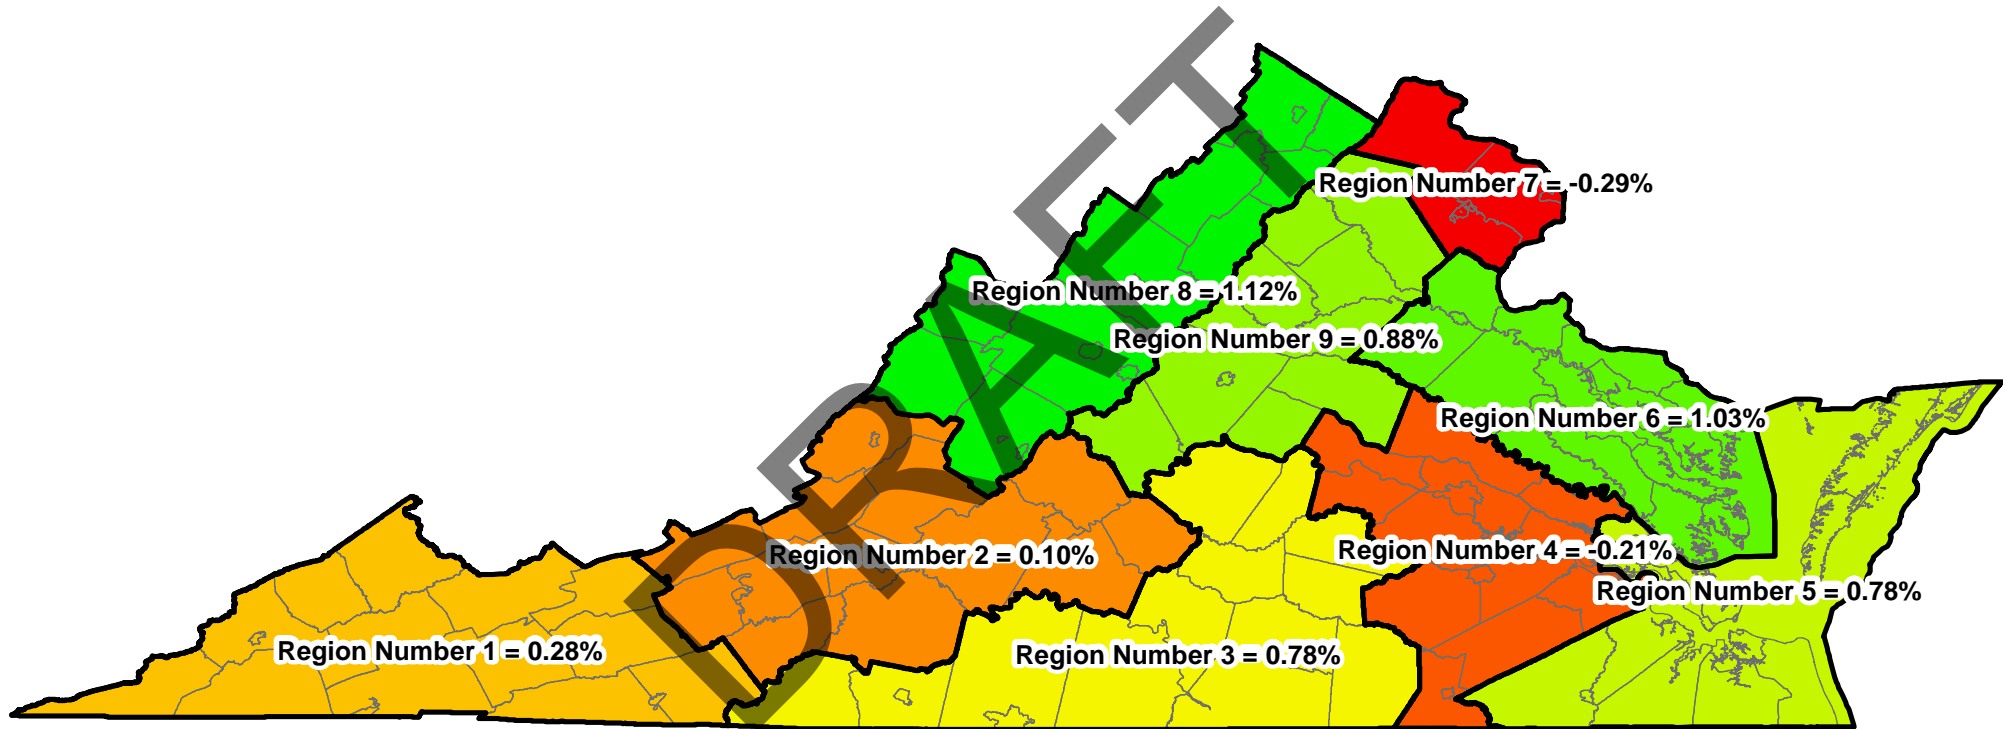 DRAFT
Region Number 7 = -0.29%
Region Number 8 = 1.12%
Region Number 9 = 0.88%
Region Number 6 = 1.03%
Region Number 4 = -0.21%
Region Number 2 = 0.10%
Region Number 5 = 0.78%
Region Number 1 = 0.28%
Region Number 3 = 0.78%